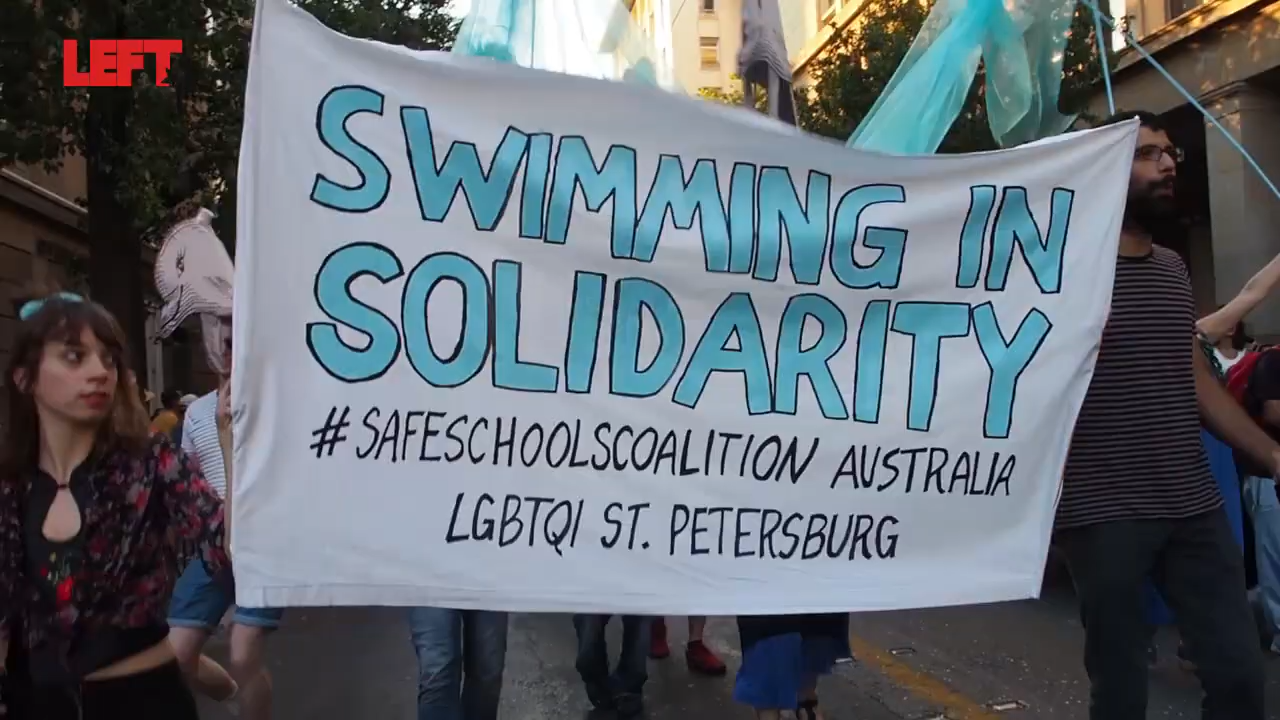 LEFT
SWIMMING IN
SOLIDARITY
#SAFESCHOOLSCOALITION AUSTRALIA
LGBTQI ST. PETERSBURG